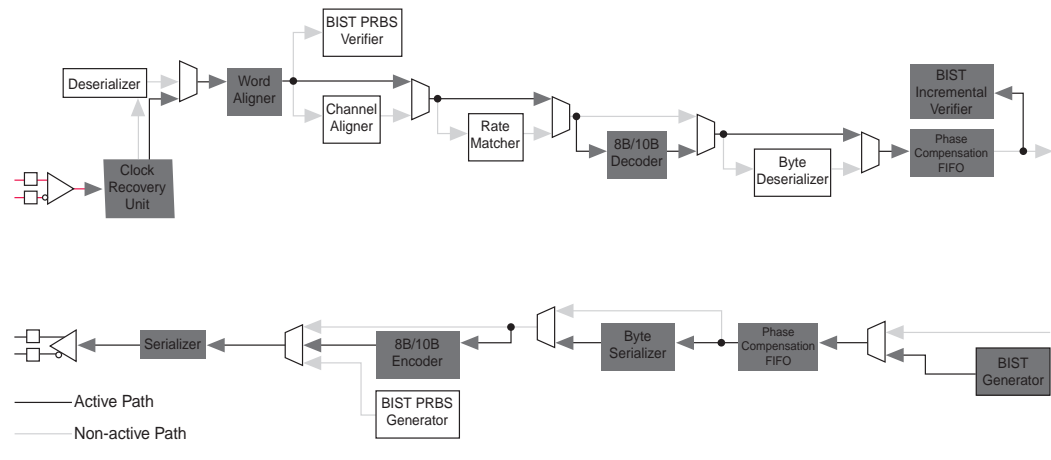 BIST PRBS
Verifier
Deserializer
Word
Aligner
Channel
Aligner
Rate
Matcher
8B/10B
Decoder
Byte
Deserializer
BIST
Incremental
Verifier
Phase
Compensation
FIFO
Clock
Recovery
Unit
Serializer
8B/10B
Encoder
BIST PRBS
Generator
Byte
Serializer
Phase
Compensation
FIFO
BIST
Generator
Active Path
Non-active Path